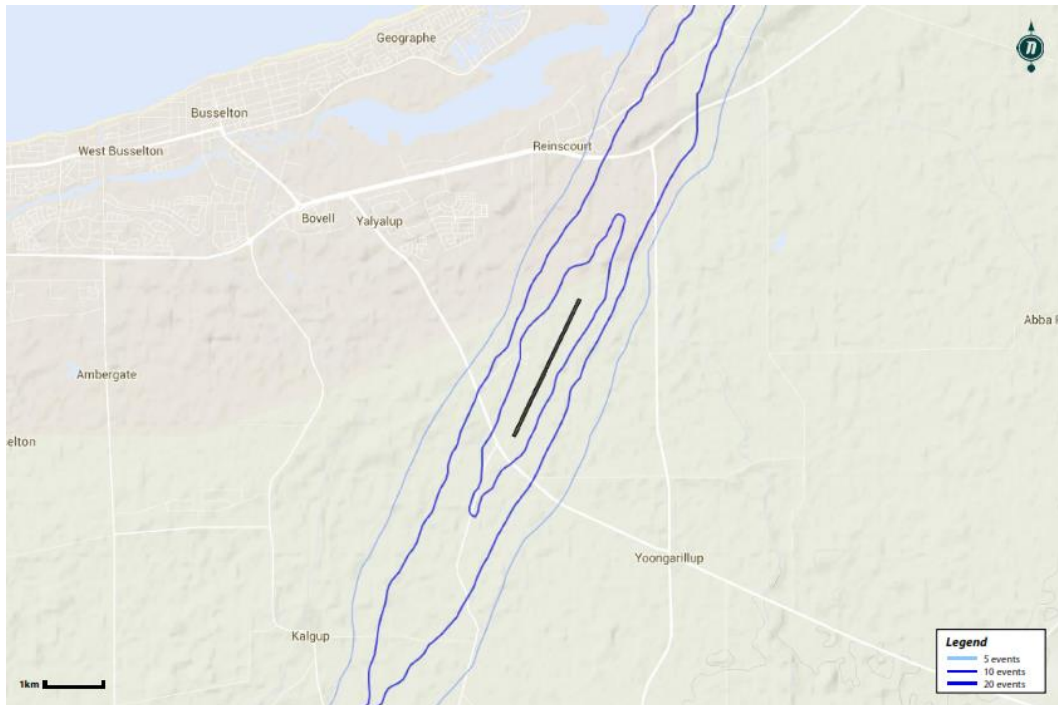 Geographe
n
Busselton
West Busselton
Reinscourt
Bovell
Yalyalup
Ambergate
elton
Yoongarillup
Kalgup
Legend
5 events
10 events
20 events
1km